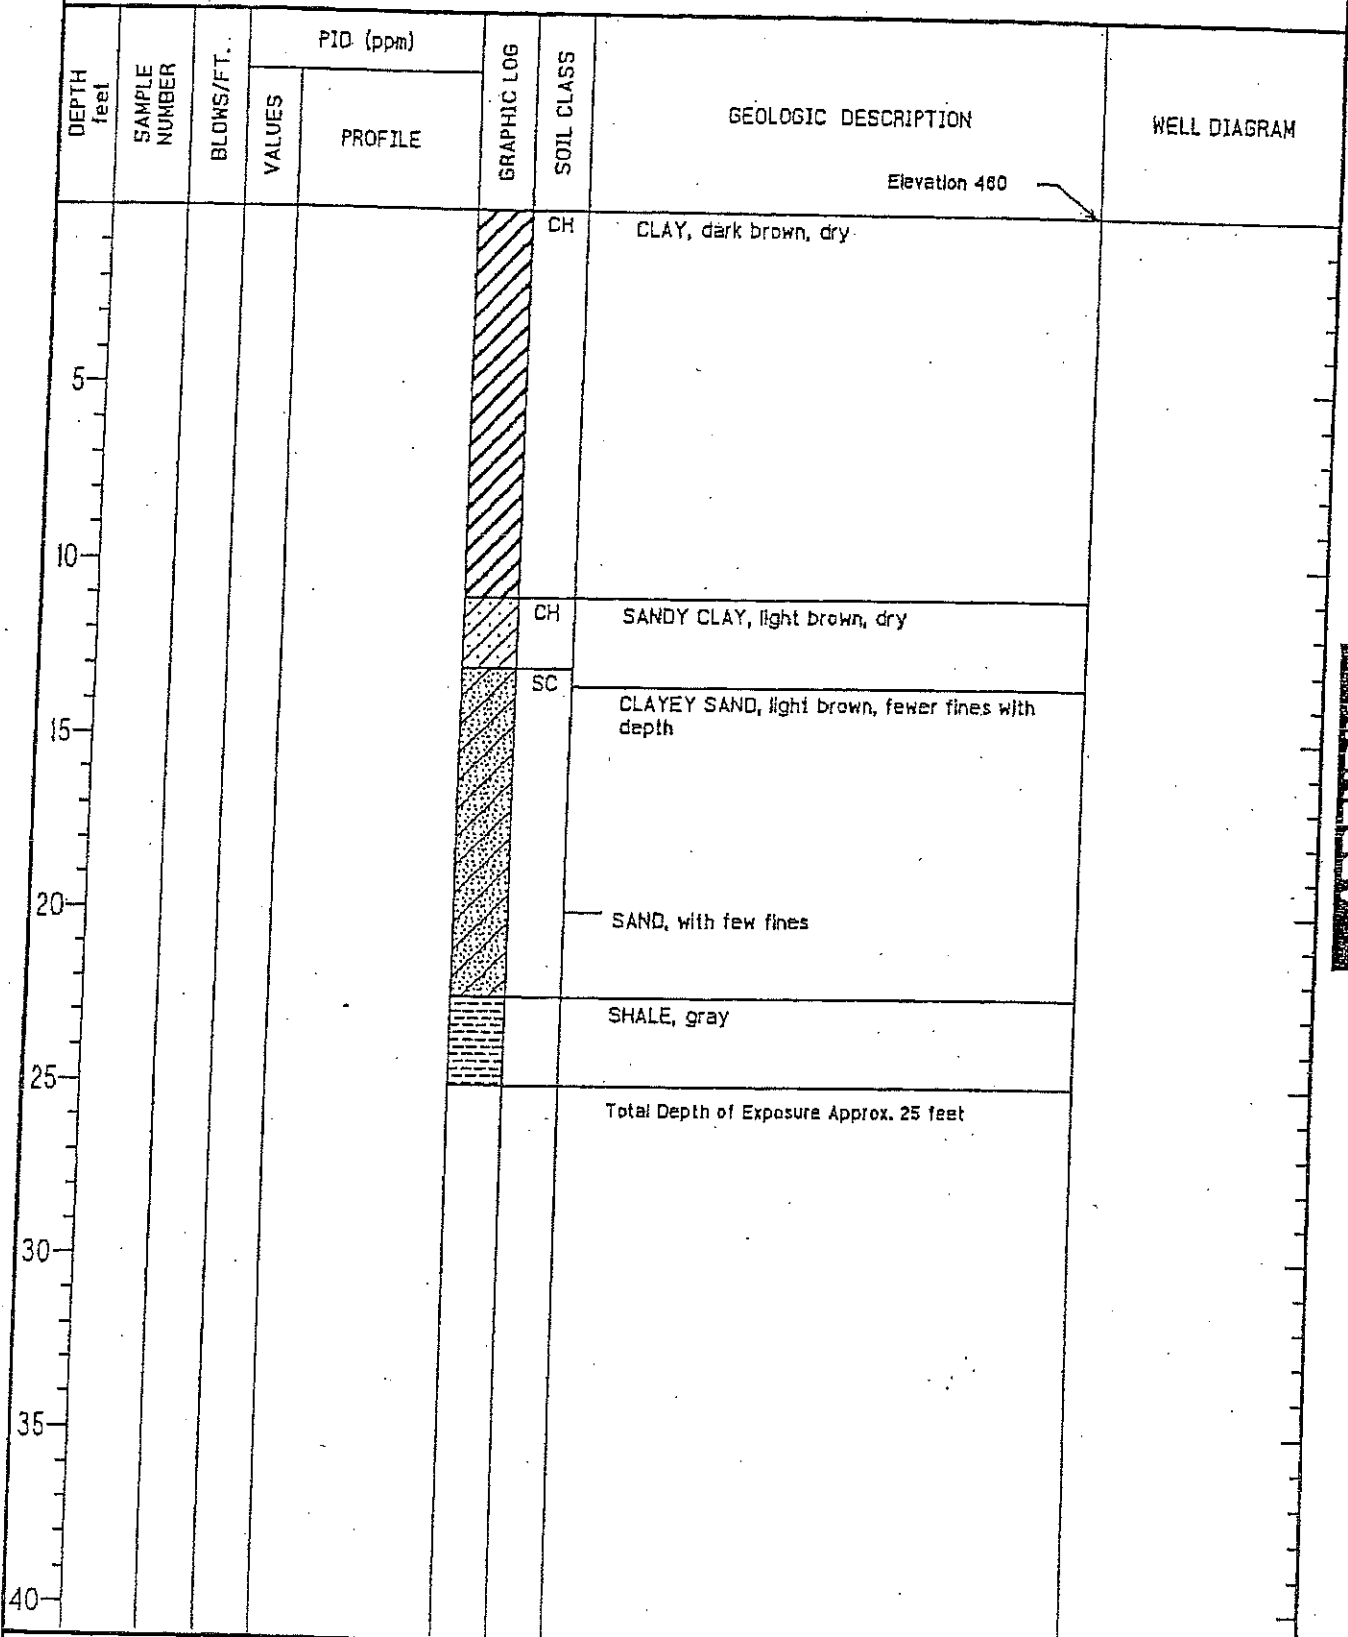 DEPTH
feet
SAMPLE
NUMBER
BLOWS/FT.
PID (ppm)
VALUES
PROFILE
GRAPHIC LOG
SOIL CLASS
GEOLOGIC DESCRIPTION
Elevation 460
WELL DIAGRAM
CH
CLAY, dark brown, dry
5
10
CH
SANDY CLAY, light brown, dry
SC
CLAYEY SAND, light brown, fewer fines with
depth
15
20
SAND, with few fines
SHALE, gray
25
Total Depth of Exposure Approx. 25 feet
30
35
40